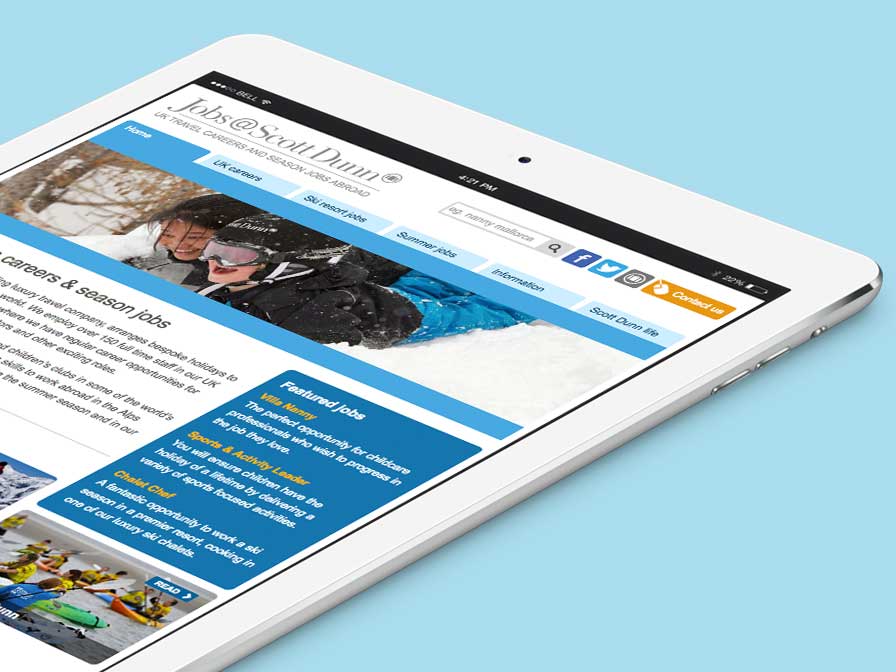 BELL
4:21 PM
22%
Jobs@Scott Dunn
UK TRAVEL CAREERS AND SEASON JOBS ABROAD
eg. nanny mallorca
Contact us
Home
UK careers
Ski resort jobs
Summer jobs
Information
Scott Dunn life
Scott Dunn
careers & season jobs
ling luxury travel company, arranges bespoke holidays to
world. We employ over 150 full time staff in our UK
where we have regular career opportunities for
ors and other exciting roles.
nd children's clubs in some of the world's
skills to work abroad in the Alps
the summer season and in our
Featured jobs
Villa Nanny
The perfect opportunity for childcare
professionals who wish to progress in
the job they love.
Sports & Activity Leader
You will ensure children have the
holiday of a lifetime by delivering a
variety of sports focused activities.
Chalet Chef
A fantastic opportunity to work a ski
season in a premier resort, cooking in
one of our luxury ski chalets.
READ
unn